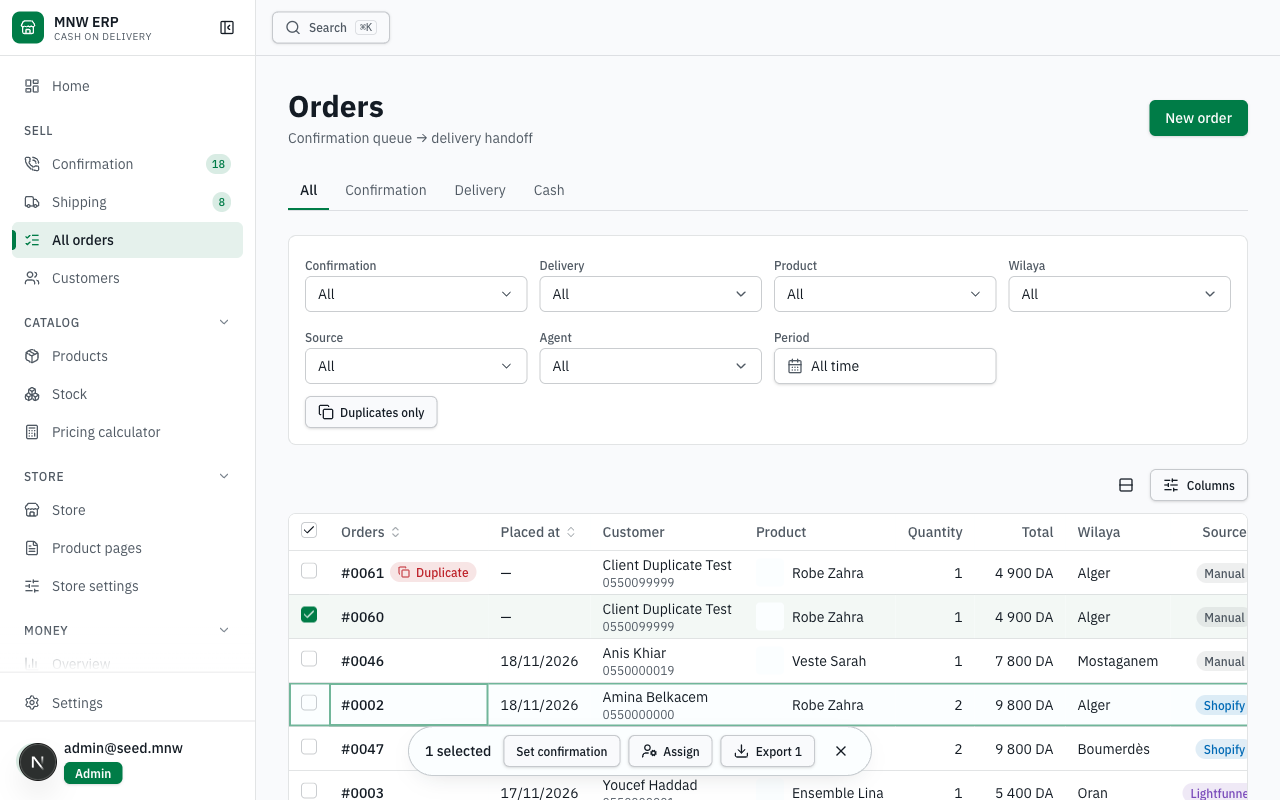 MNW ERP
CASH ON DELIVERY
Search ⌘K
Home
SELL
Confirmation 18
Shipping 8
All orders
Customers
CATALOG
Products
Stock
Pricing calculator
STORE
Store
Product pages
Store settings
MONEY
Overview
Settings
N
admin@seed.mnw
Admin
Orders
Confirmation queue → delivery handoff
New order
All Confirmation Delivery Cash
Confirmation Delivery Product Wilaya
All All All All
Source Agent Period
All All All time
Duplicates only
Columns
Orders Placed at Customer Product Quantity Total Wilaya Source
#0061 Duplicate — Client Duplicate Test 0550099999 Robe Zahra 1 4 900 DA Alger Manual
#0060 — Client Duplicate Test 0550099999 Robe Zahra 1 4 900 DA Alger Manual
#0046 18/11/2026 Anis Khiar 0550000019 Veste Sarah 1 7 800 DA Mostaganem Manual
#0002 18/11/2026 Amina Belkacem 0550000000 Robe Zahra 2 9 800 DA Alger Shopify
#0047 2 9 800 DA Boumerdès Shopify
1 selected Set confirmation Assign Export 1
#0003 17/11/2026 Youcef Haddad Ensemble Lina 1 5 400 DA Oran Lightfunne